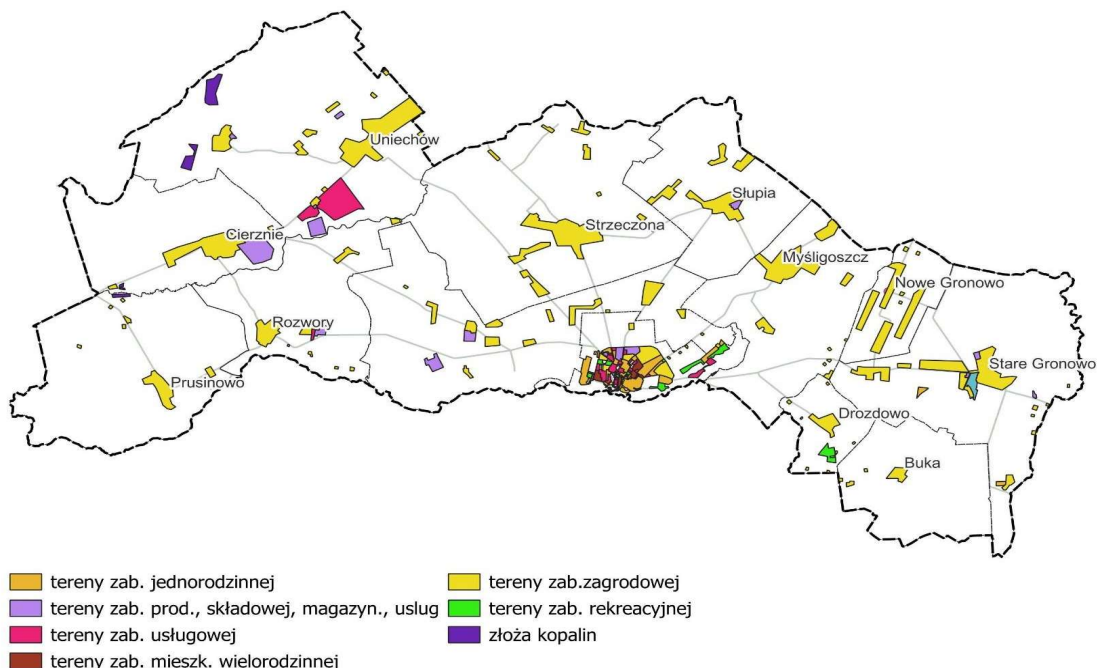 Uniechów
Słupia
Strzeczona
Cierznie
Myśligoszcz
Nowe Gronowo
Rozwory
Stare Gronowo
Prusinowo
Drozdowo
Buka
tereny zab. jednorodzinnej
tereny zab. prod., składowej, magazyn., uslug
tereny zab. usługowej
tereny zab. mieszk. wielorodzinnej
tereny zab.zagrodowej
tereny zab. rekreacyjnej
złoża kopalin